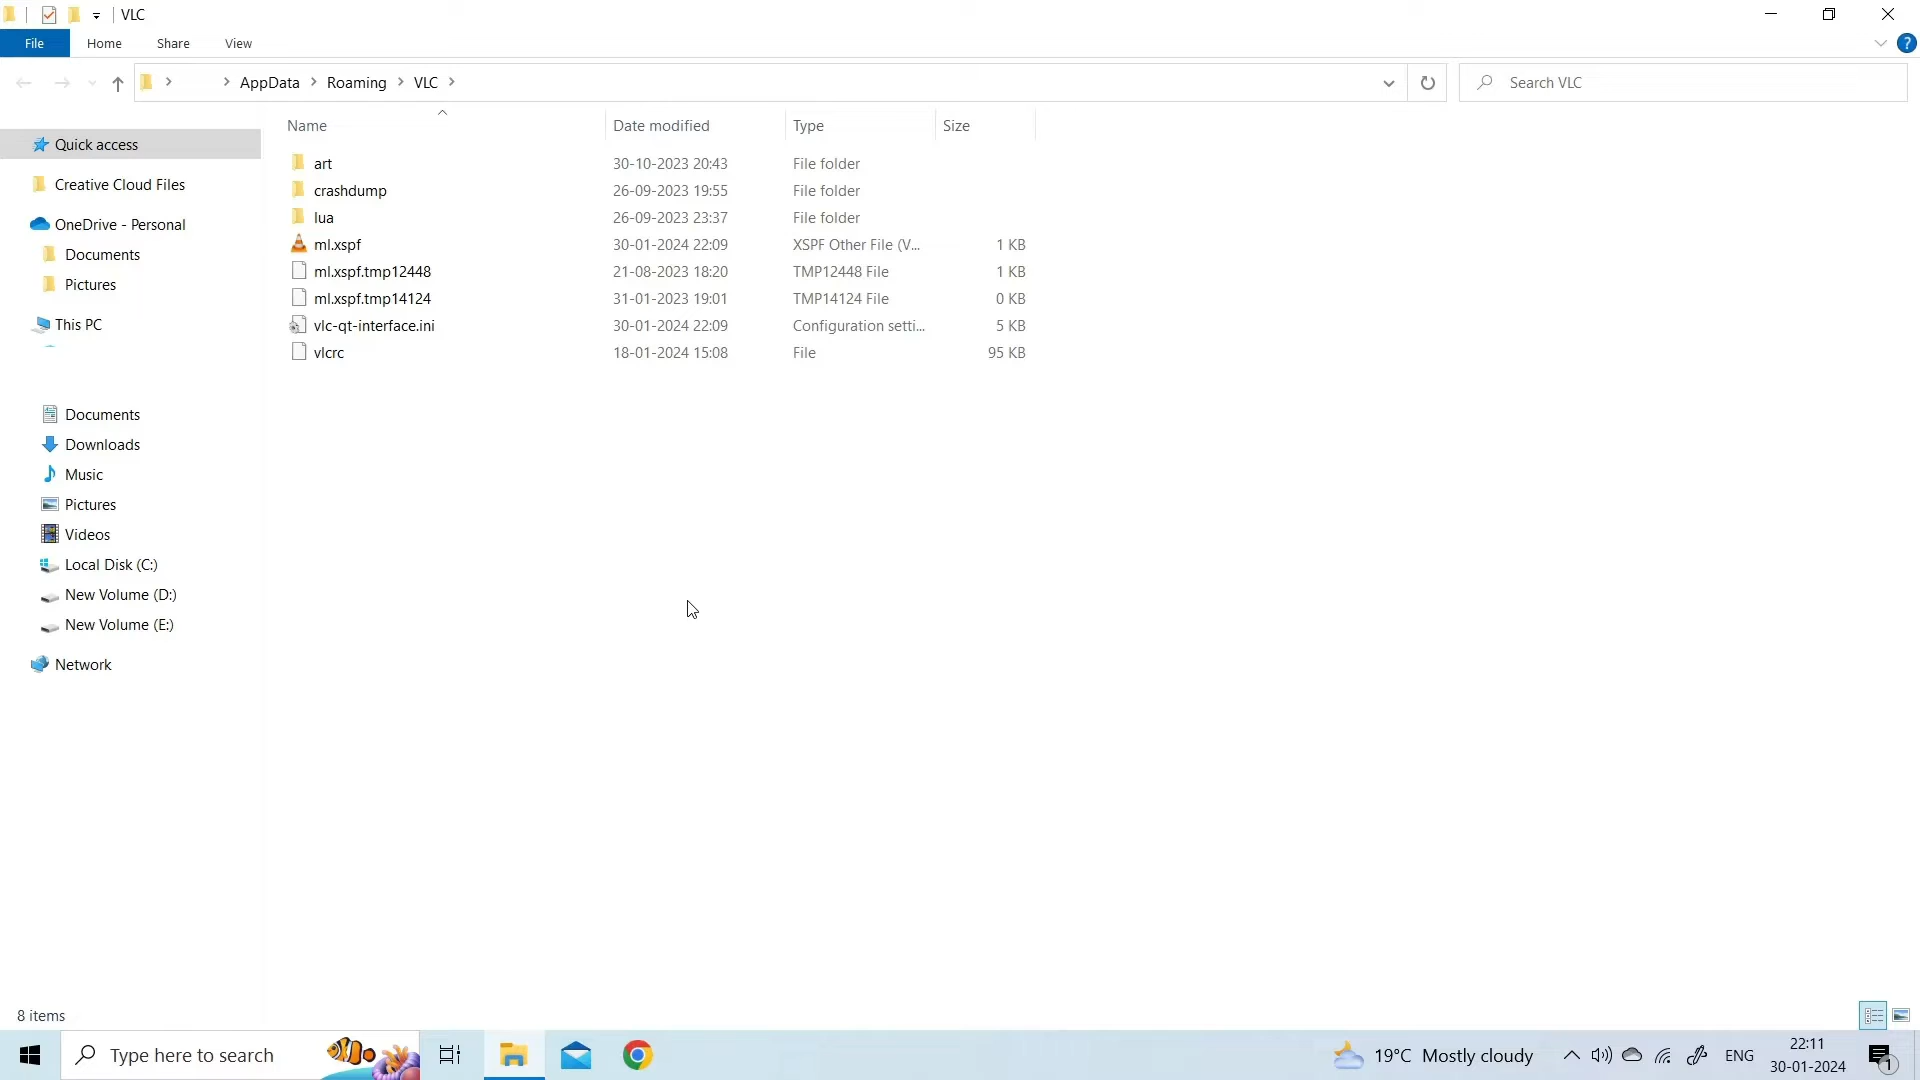 VLC
File Home Share View
AppData Roaming VLC
Search VLC
Name Date modified Type Size
Quick access
Creative Cloud Files
OneDrive - Personal
Documents
Pictures
This PC
Documents
Downloads
Music
Pictures
Videos
Local Disk (C:)
New Volume (D:)
New Volume (E:)
Network
art 30-10-2023 20:43 File folder
crashdump 26-09-2023 19:55 File folder
lua 26-09-2023 23:37 File folder
ml.xspf 30-01-2024 22:09 XSPF Other File (V... 1 KB
ml.xspf.tmp12448 21-08-2023 18:20 TMP12448 File 1 KB
ml.xspf.tmp14124 31-01-2023 19:01 TMP14124 File 0 KB
vlc-qt-interface.ini 30-01-2024 22:09 Configuration setti... 5 KB
vlcrc 18-01-2024 15:08 File 95 KB
8 items
Type here to search
19°C Mostly cloudy
ENG
22:11
30-01-2024
1